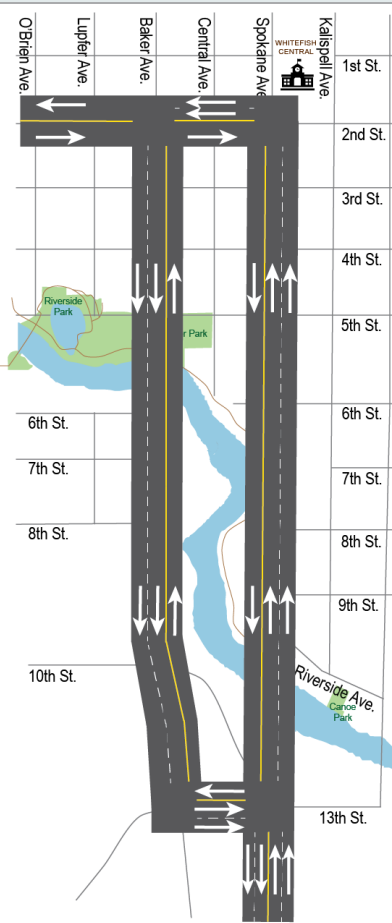 O'Brien Ave.
Lupfer Ave.
Baker Ave.
Central Ave.
Spokane Ave
Kalispell Ave.
WHITEFISH
CENTRAL
1st St.
2nd St.
3rd St.
4th St.
Riverside
Park
r Park
5th St.
6th St.
6th St.
7th St.
7th St.
8th St.
8th St.
9th St.
10th St.
Riverside Ave.
Canoe
Park
13th St.